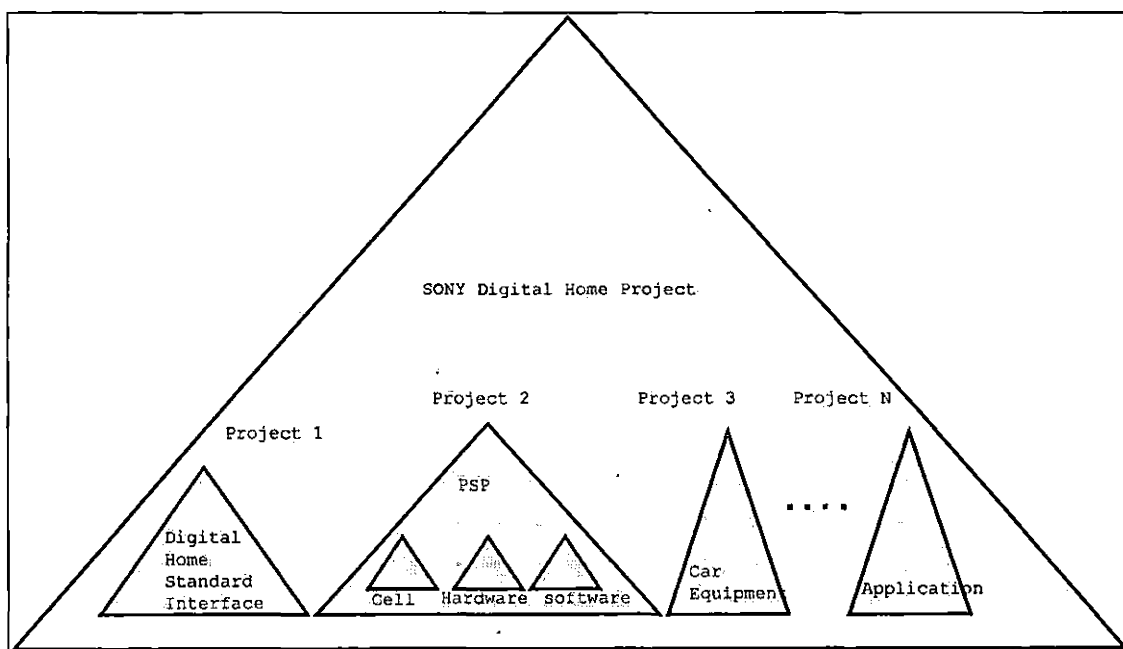 SONY Digital Home Project
Project 1
Project 2
Project 3
Project N
PSP
Digital
Home
Standard
Interface
Cell
Hardware
software
Car
Equipment
....
Application